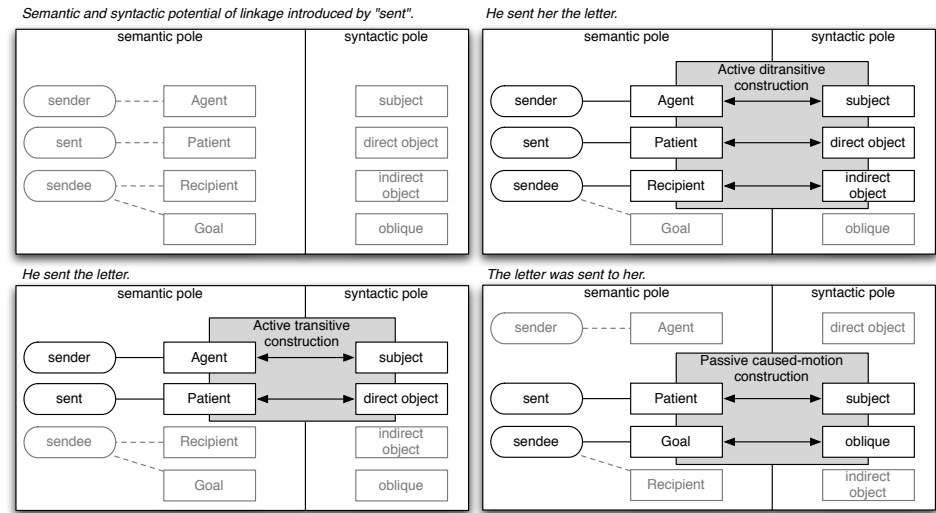 Semantic and syntactic potential of linkage introduced by "sent".
semantic pole
syntactic pole
sender
Agent
subject
sent
Patient
direct object
sendee
Recipient
indirect
object
Goal
oblique
He sent her the letter.
semantic pole
syntactic pole
Active ditransitive
construction
sender
Agent
subject
sent
Patient
direct object
sendee
Recipient
indirect
object
Goal
oblique
He sent the letter.
semantic pole
syntactic pole
Active transitive
construction
sender
Agent
subject
sent
Patient
direct object
sendee
Recipient
indirect
object
Goal
oblique
The letter was sent to her.
semantic pole
syntactic pole
sender
Agent
direct object
Passive caused-motion
construction
sent
Patient
subject
sendee
Goal
oblique
Recipient
indirect
object